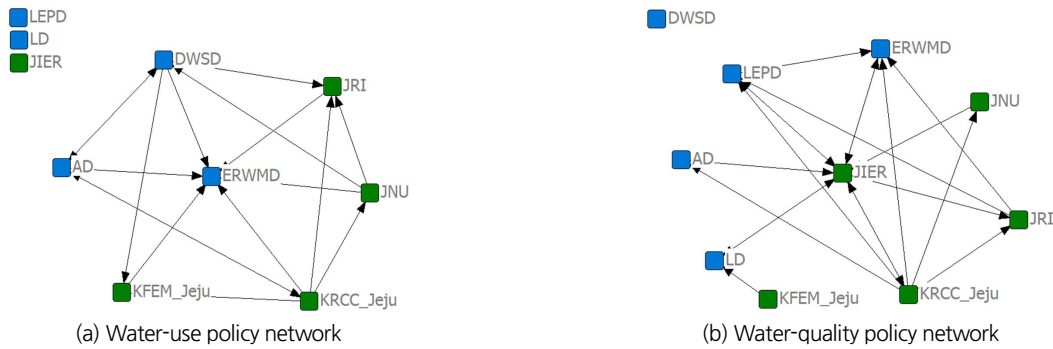 LEPD
LD
JIER
DWSD
JRI
AD
ERWMD
JNU
KFEM_Jeju
KRCC_Jeju
(a) Water-use policy network
DWSD
ERWMD
LEPD
JNU
AD
JIER
JRI
LD
KFEM_Jeju
KRCC_Jeju
(b) Water-quality policy network